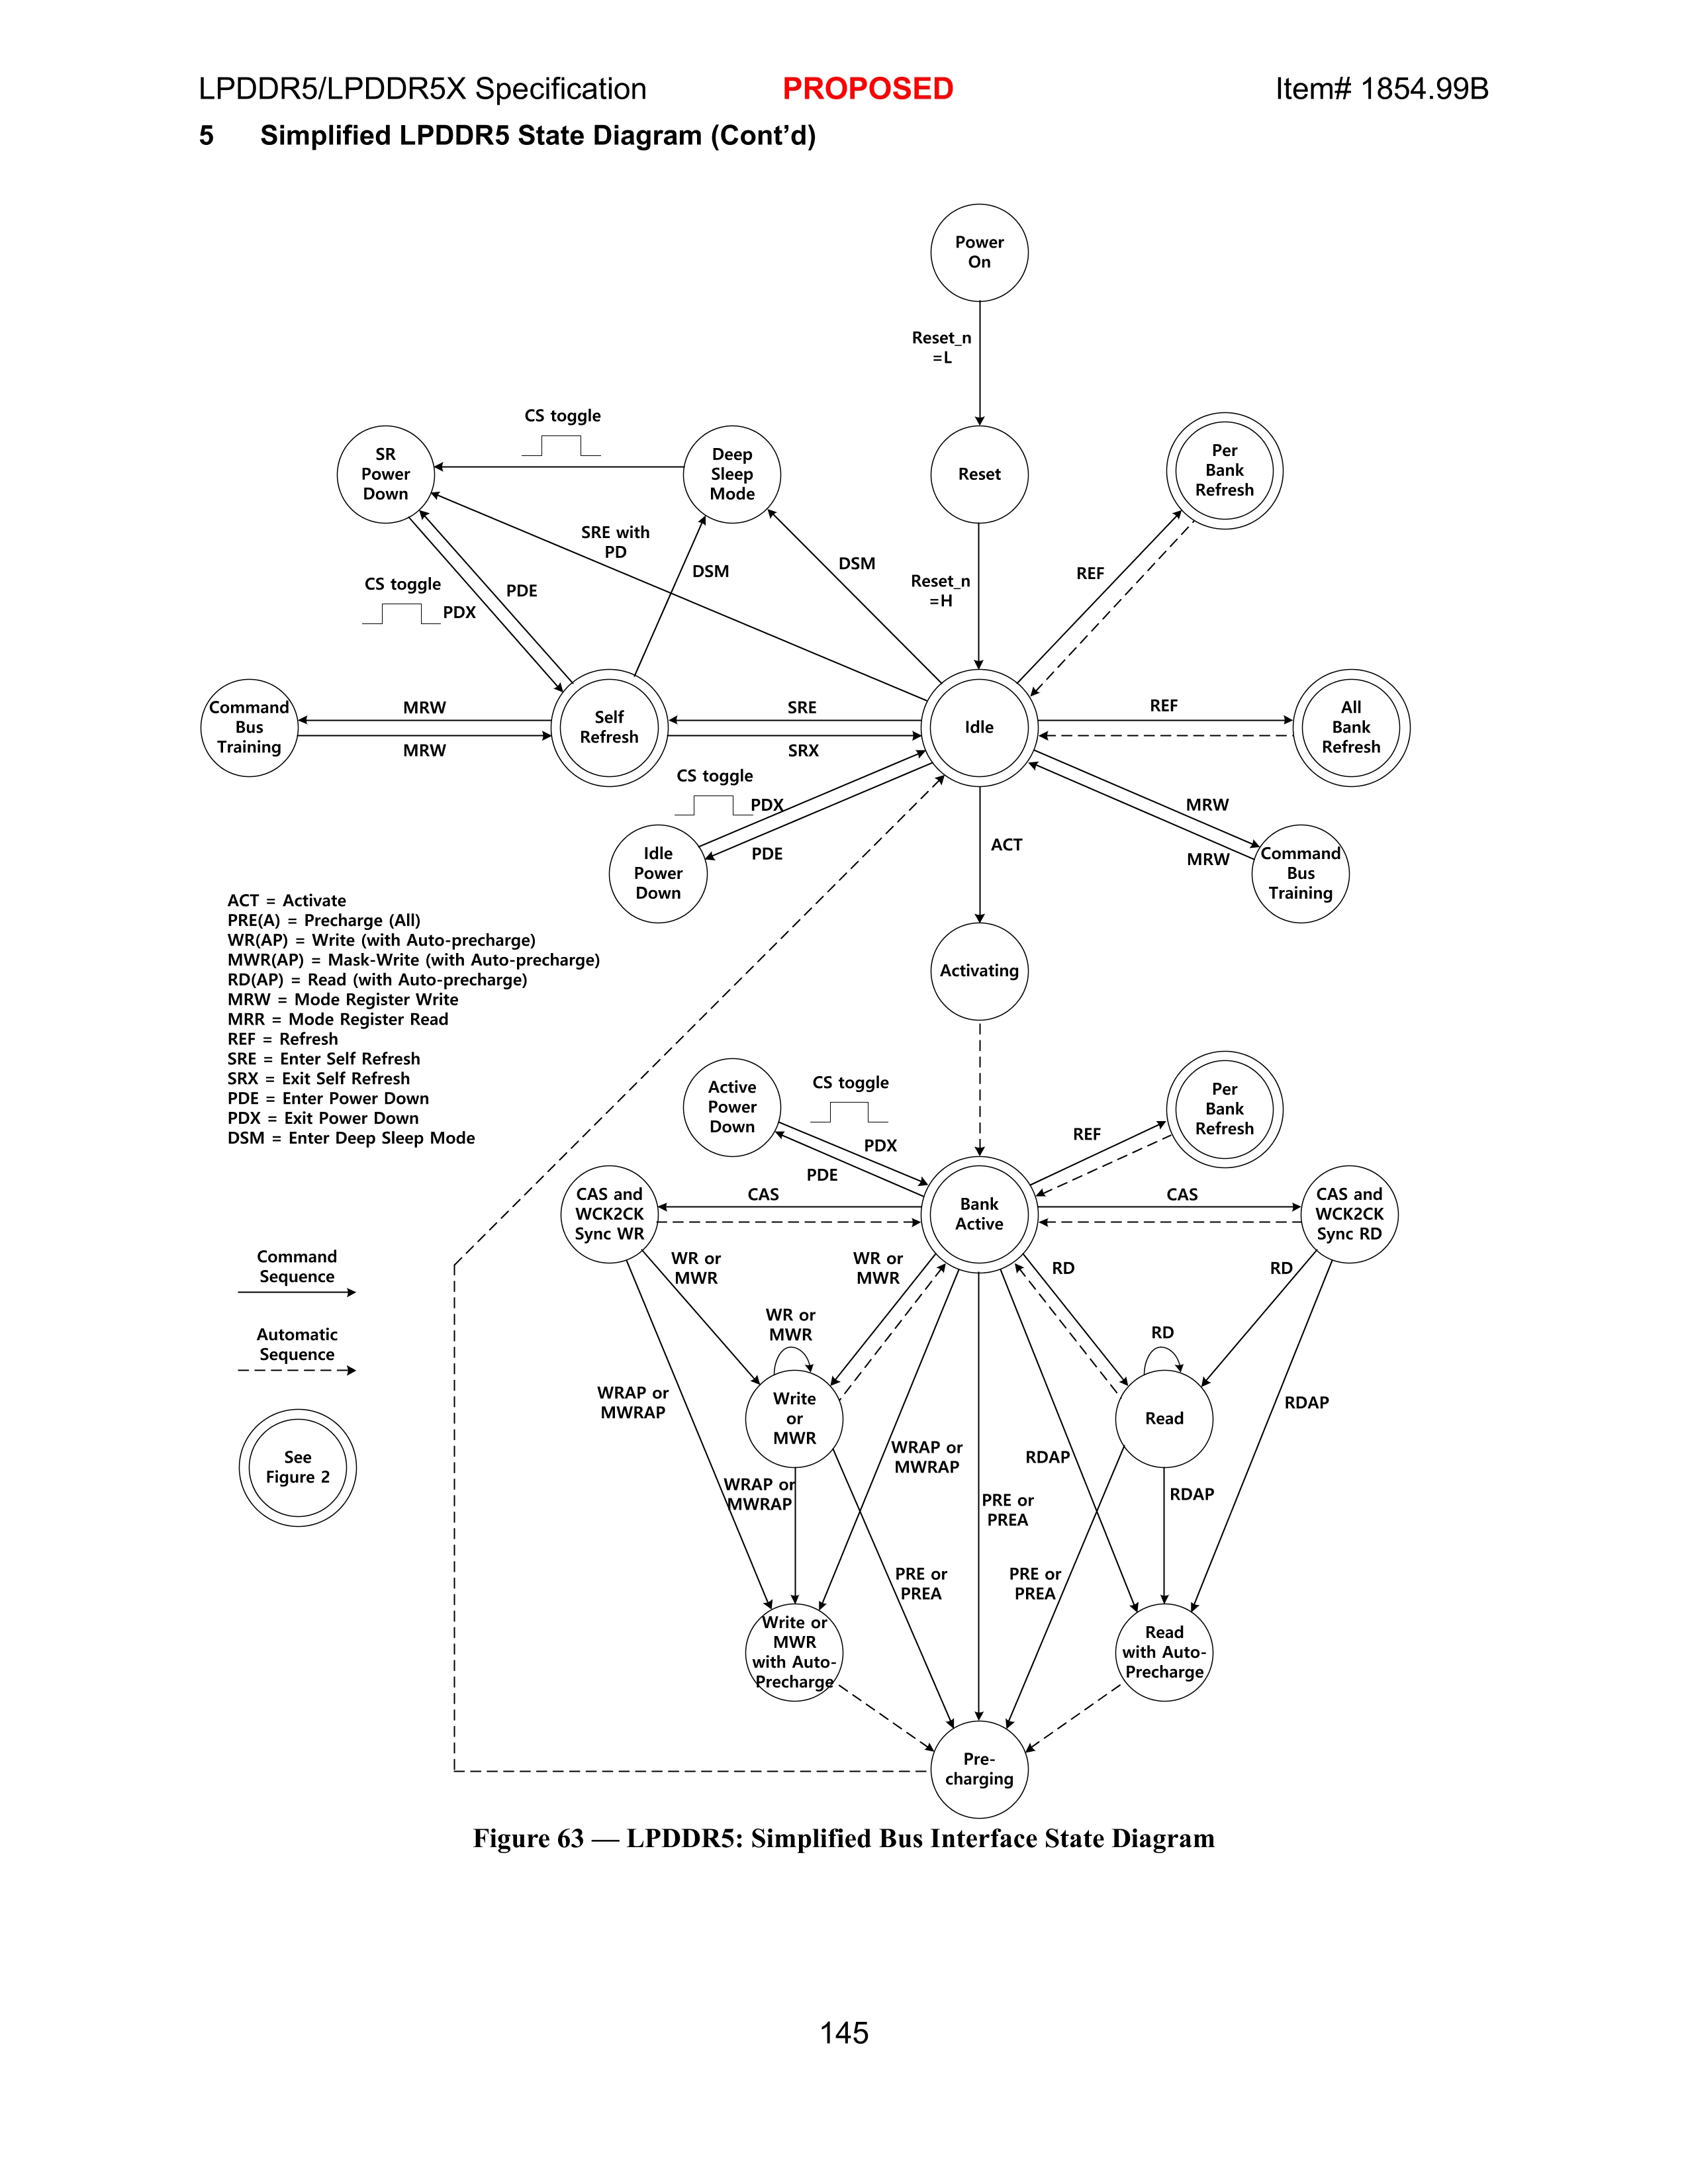 LPDDR5/LPDDR5X Specification PROPOSED Item# 1854.99B
5 Simplified LPDDR5 State Diagram (Cont’d)
Power
On
Reset_n
=L
CS toggle
SR
Power
Down
Deep
Sleep
Mode
Reset
Per
Bank
Refresh
SRE with
PD
DSM
DSM
Reset_n
=H
REF
CS toggle
PDX
PDE
Command
Bus
Training
MRW
MRW
Self
Refresh
SRE
SRX
Idle
REF
All
Bank
Refresh
CS toggle
PDX
PDE
Idle
Power
Down
ACT
MRW
MRW
Command
Bus
Training
ACT = Activate
PRE(A) = Precharge (All)
WR(AP) = Write (with Auto-precharge)
MWR(AP) = Mask-Write (with Auto-precharge)
RD(AP) = Read (with Auto-precharge)
MRW = Mode Register Write
MRR = Mode Register Read
REF = Refresh
SRE = Enter Self Refresh
SRX = Exit Self Refresh
PDE = Enter Power Down
PDX = Exit Power Down
DSM = Enter Deep Sleep Mode
Activating
Active
Power
Down
CS toggle
PDX
PDE
REF
Per
Bank
Refresh
CAS and
WCK2CK
Sync WR
CAS
Bank
Active
CAS
CAS and
WCK2CK
Sync RD
Command
Sequence
Automatic
Sequence
See
Figure 2
WR or
MWR
WR or
MWR
RD
RD
WR or
MWR
RD
WRAP or
MWRAP
Write
or
MWR
Read
RDAP
WRAP or
MWRAP
WRAP or
MWRAP
RDAP
RDAP
PRE or
PREA
PRE or
PREA
PRE or
PREA
Write or
MWR
with Auto-
Precharge
Read
with Auto-
Precharge
Pre-
charging
Figure 63 — LPDDR5: Simplified Bus Interface State Diagram
145